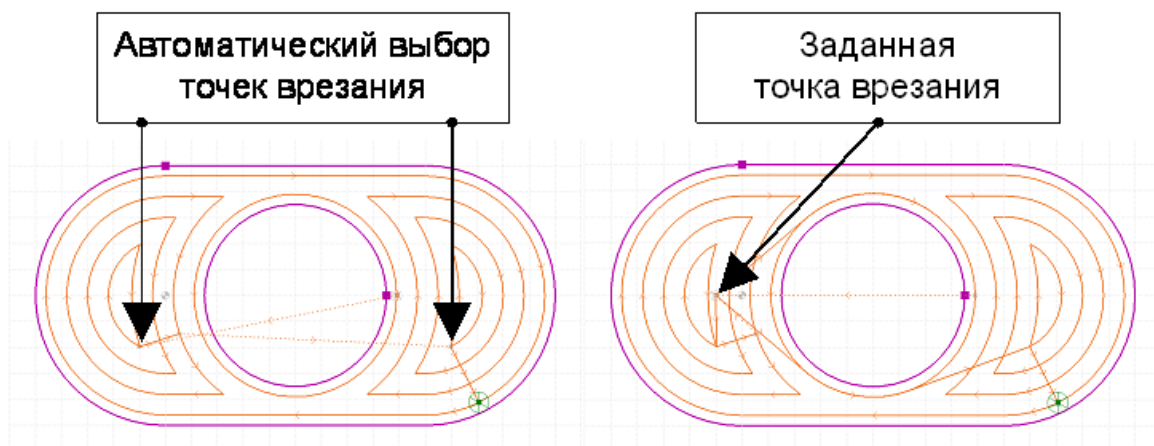 Автоматический выбор
точек врезания
Заданная
точка врезания